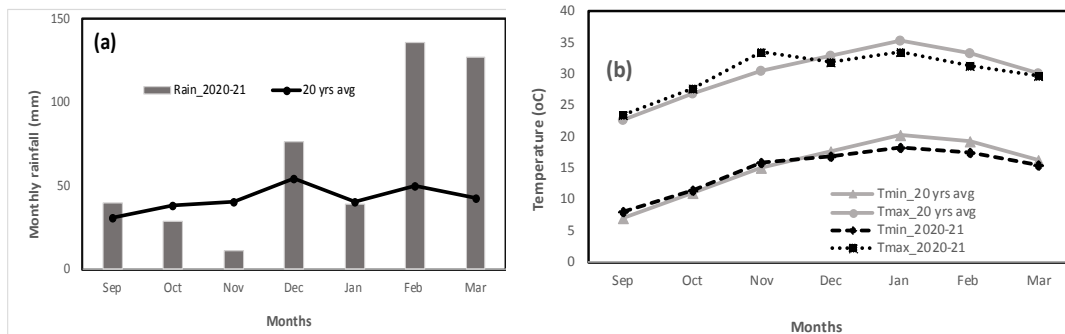 (a)
Monthly rainfall (mm)
150
100
50
0
Rain_2020-21
20 yrs avg
Sep Oct Nov Dec Jan Feb Mar
Months
(b)
Temperature (oC)
40
35
30
25
20
15
10
5
0
Tmin_20 yrs avg
Tmax_20 yrs avg
Tmin_2020-21
Tmax_2020-21
Sep Oct Nov Dec Jan Feb Mar
Months